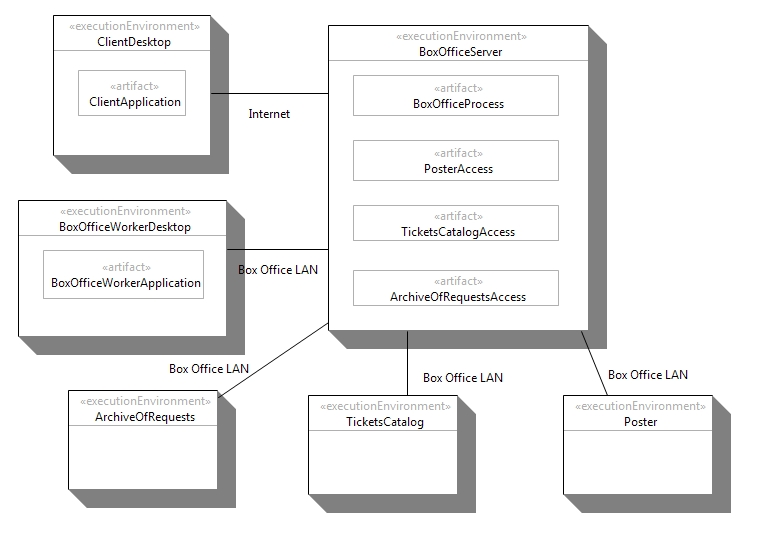 «executionEnvironment»
ClientDesktop
«artifact»
ClientApplication
Internet
«executionEnvironment»
BoxOfficeServer
«artifact»
BoxOfficeProcess
«artifact»
PosterAccess
«artifact»
TicketsCatalogAccess
«artifact»
ArchiveOfRequestsAccess
«executionEnvironment»
BoxOfficeWorkerDesktop
«artifact»
BoxOfficeWorkerApplication
Box Office LAN
Box Office LAN
Box Office LAN
Box Office LAN
«executionEnvironment»
ArchiveOfRequests
«executionEnvironment»
TicketsCatalog
«executionEnvironment»
Poster